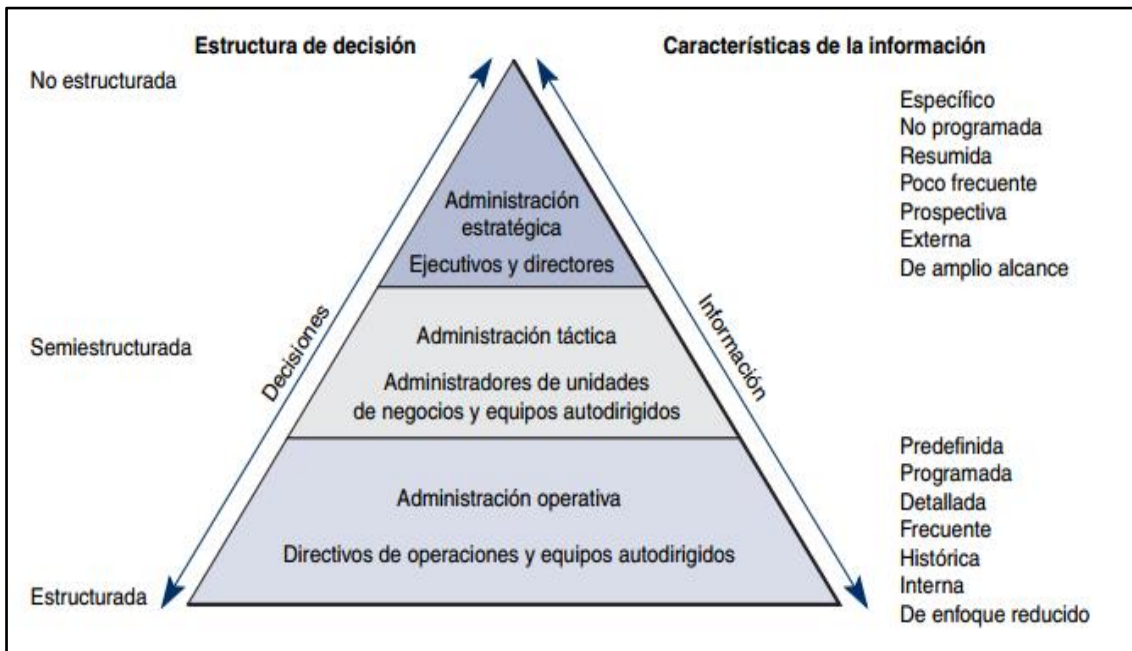 Estructura de decisión
Características de la información
No estructurada
Específico
No programada
Resumida
Poco frecuente
Prospectiva
Externa
De amplio alcance
Administración
estratégica
Ejecutivos y directores
Decisiones
Información
Semiestructurada
Administración táctica
Administradores de unidades
de negocios y equipos autodirigidos
Predefinida
Programada
Detallada
Frecuente
Histórica
Interna
De enfoque reducido
Administración operativa
Directivos de operaciones y equipos autodirigidos
Estructurada